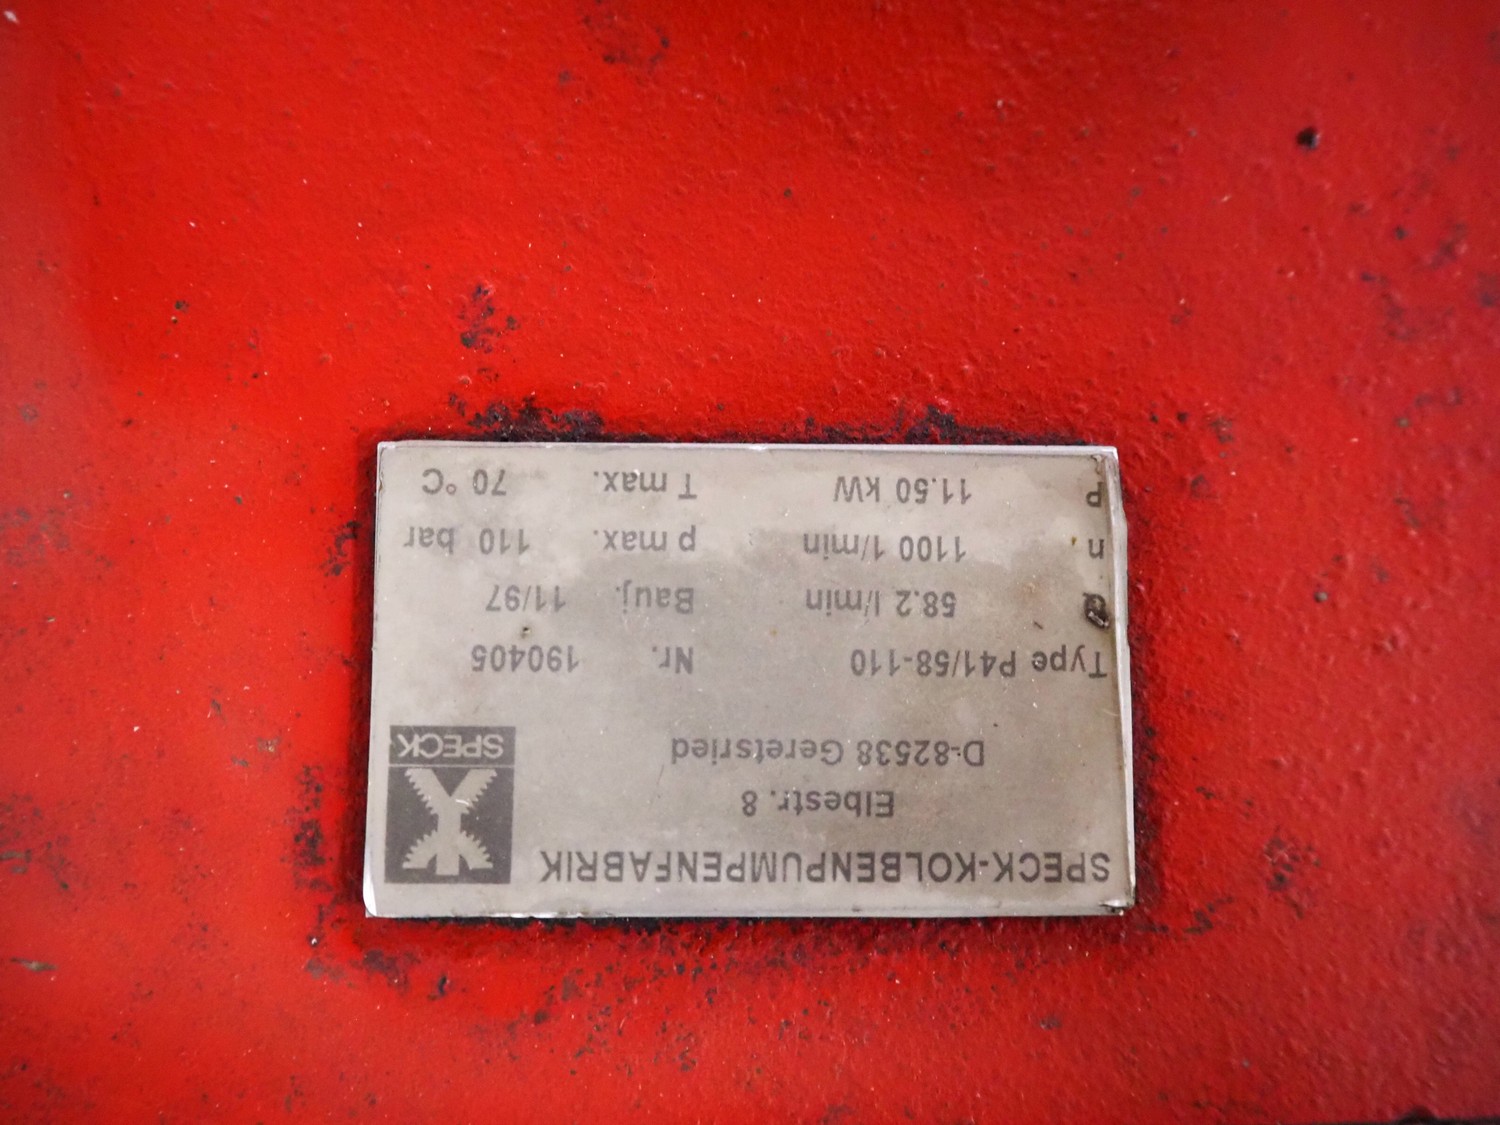 SPECK-KOLBENPUMPENFABRIK
Elbestr. 8
D-82538 Geretsried
SPECK
Type P41/58-110 Nr. 190405
Q 58.2 l/min Bauj. 11/97
n 1100 1/min p max. 110 bar
P 11.50 kW T max. 70 °C